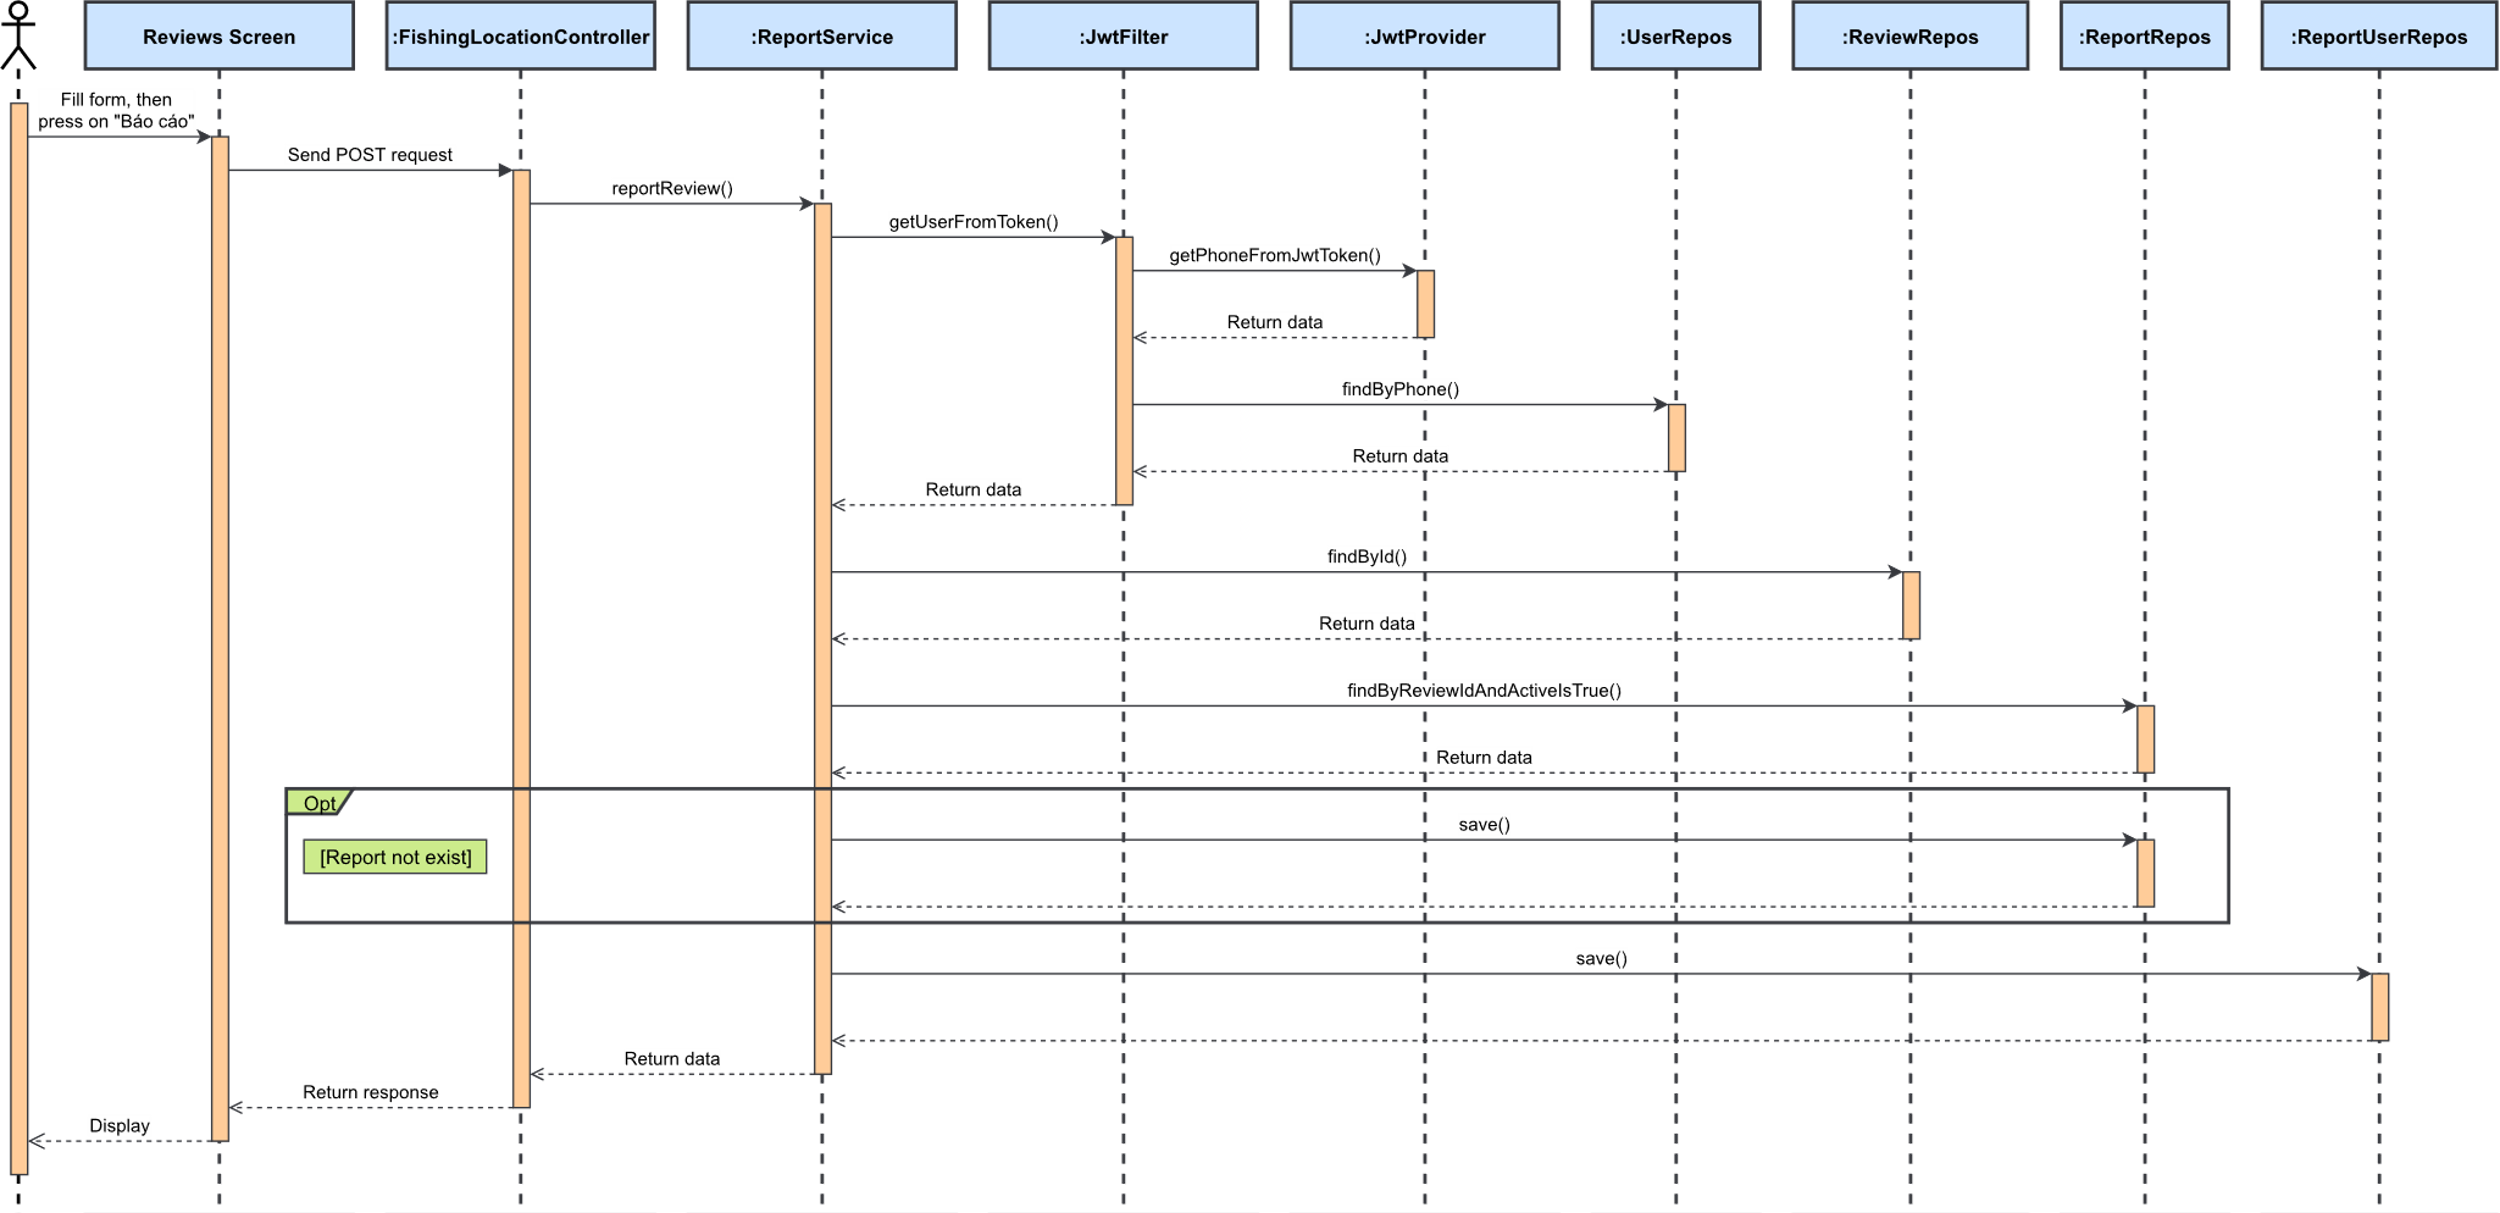 Reviews Screen
:FishingLocationController
:ReportService
:JwtFilter
:JwtProvider
:UserRepos
:ReviewRepos
:ReportRepos
:ReportUserRepos
Fill form, then
press on "Báo cáo"
Send POST request
reportReview()
getUserFromToken()
getPhoneFromJwtToken()
Return data
findByPhone()
Return data
Return data
findById()
Return data
findByReviewIdAndActiveIsTrue()
Return data
Opt
save()
[Report not exist]
save()
Return data
Return response
Display